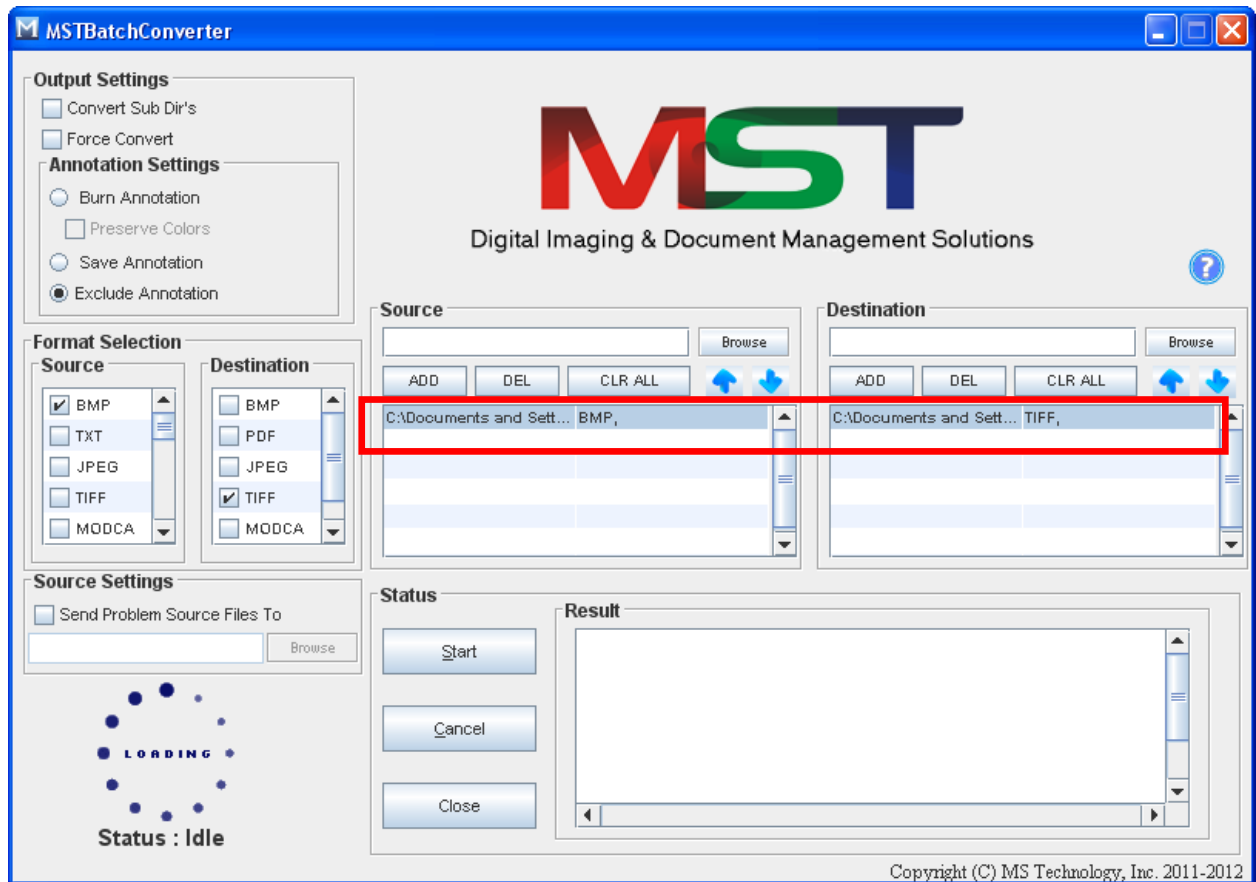 MSTBatchConverter
Output Settings
Convert Sub Dir's
Force Convert
Annotation Settings
Burn Annotation
Preserve Colors
Save Annotation
Exclude Annotation
MST
Digital Imaging & Document Management Solutions
?
Format Selection
Source
BMP
TXT
JPEG
TIFF
MODCA
Destination
BMP
PDF
JPEG
TIFF
MODCA
Source
Browse
ADD DEL CLR ALL
C:\Documents and Sett... BMP,
Destination
Browse
ADD DEL CLR ALL
C:\Documents and Sett... TIFF,
Source Settings
Send Problem Source Files To
Browse
LOADING
Status : Idle
Status
Start
Cancel
Close
Result
Copyright (C) MS Technology, Inc. 2011-2012